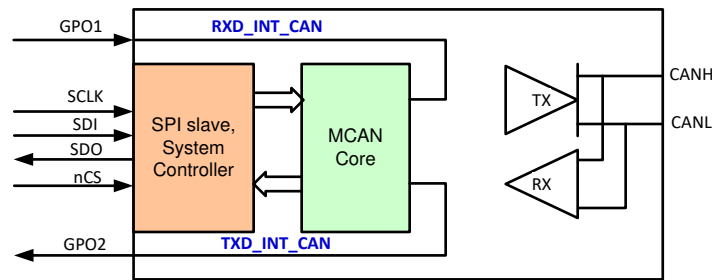 GPO1
RXD_INT_CAN
SCLK
SDI
SDO
nCS
SPI slave,
System
Controller
MCAN
Core
TX
RX
CANH
CANL
GPO2
TXD_INT_CAN